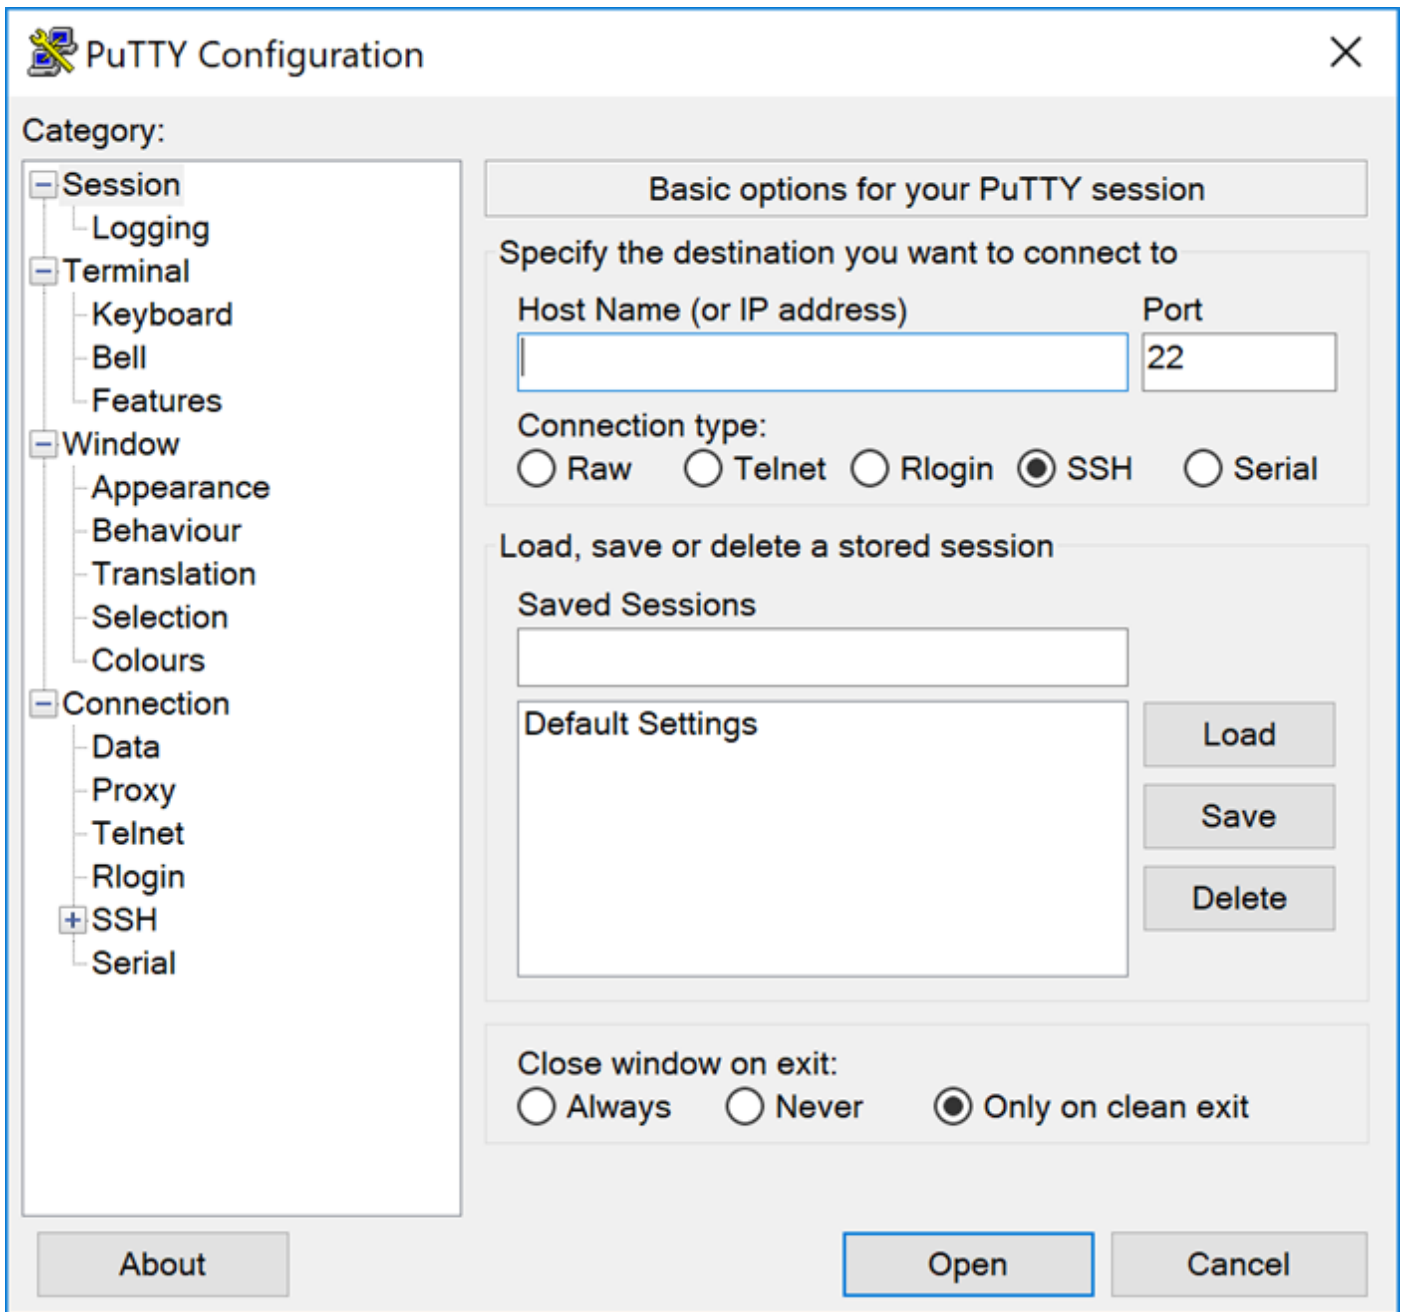 PuTTY Configuration
Category:
Session
Logging
Terminal
Keyboard
Bell
Features
Window
Appearance
Behaviour
Translation
Selection
Colours
Connection
Data
Proxy
Telnet
Rlogin
SSH
Serial
Basic options for your PuTTY session
Specify the destination you want to connect to
Host Name (or IP address) Port
22
Connection type:
Raw Telnet Rlogin SSH Serial
Load, save or delete a stored session
Saved Sessions
Default Settings
Load
Save
Delete
Close window on exit:
Always Never Only on clean exit
About Open Cancel